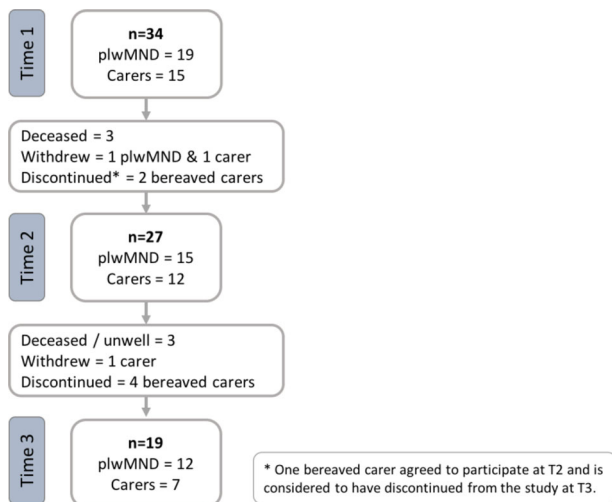 Time 1
n=34
plwMND = 19
Carers = 15
Deceased = 3
Withdrew = 1 plwMND & 1 carer
Discontinued* = 2 bereaved carers
Time 2
n=27
plwMND = 15
Carers = 12
Deceased / unwell = 3
Withdrew = 1 carer
Discontinued = 4 bereaved carers
Time 3
n=19
plwMND = 12
Carers = 7
* One bereaved carer agreed to participate at T2 and is
considered to have discontinued from the study at T3.